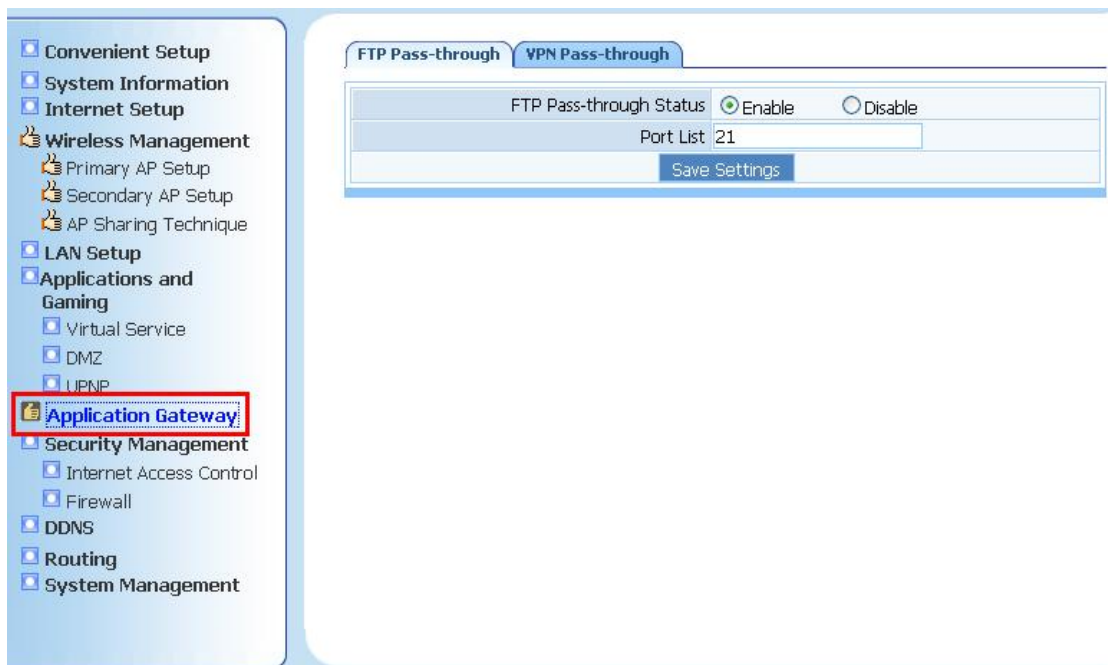 Convenient Setup
System Information
Internet Setup
Wireless Management
Primary AP Setup
Secondary AP Setup
AP Sharing Technique
LAN Setup
Applications and
Gaming
Virtual Service
DMZ
UPNP
Application Gateway
Security Management
Internet Access Control
Firewall
DDNS
Routing
System Management
FTP Pass-through VPN Pass-through
FTP Pass-through Status Enable Disable
Port List 21
Save Settings